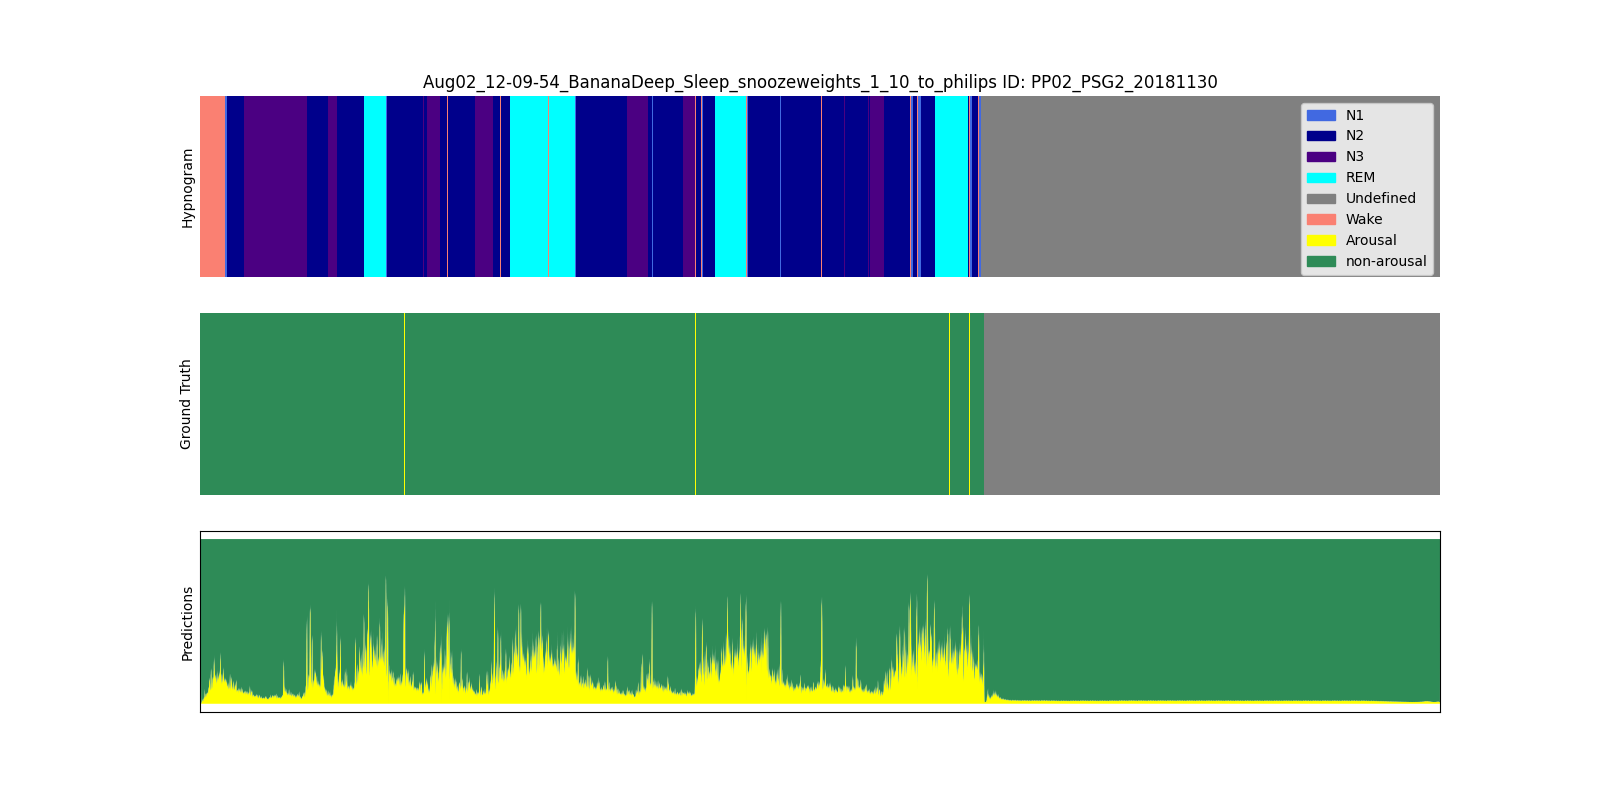 Aug02_12-09-54_BananaDeep_Sleep_snoozeweights_1_10_to_philips ID: PP02_PSG2_20181130
Hypnogram
N1
N2
N3
REM
Undefined
Wake
Arousal
non-arousal
Ground Truth
Predictions